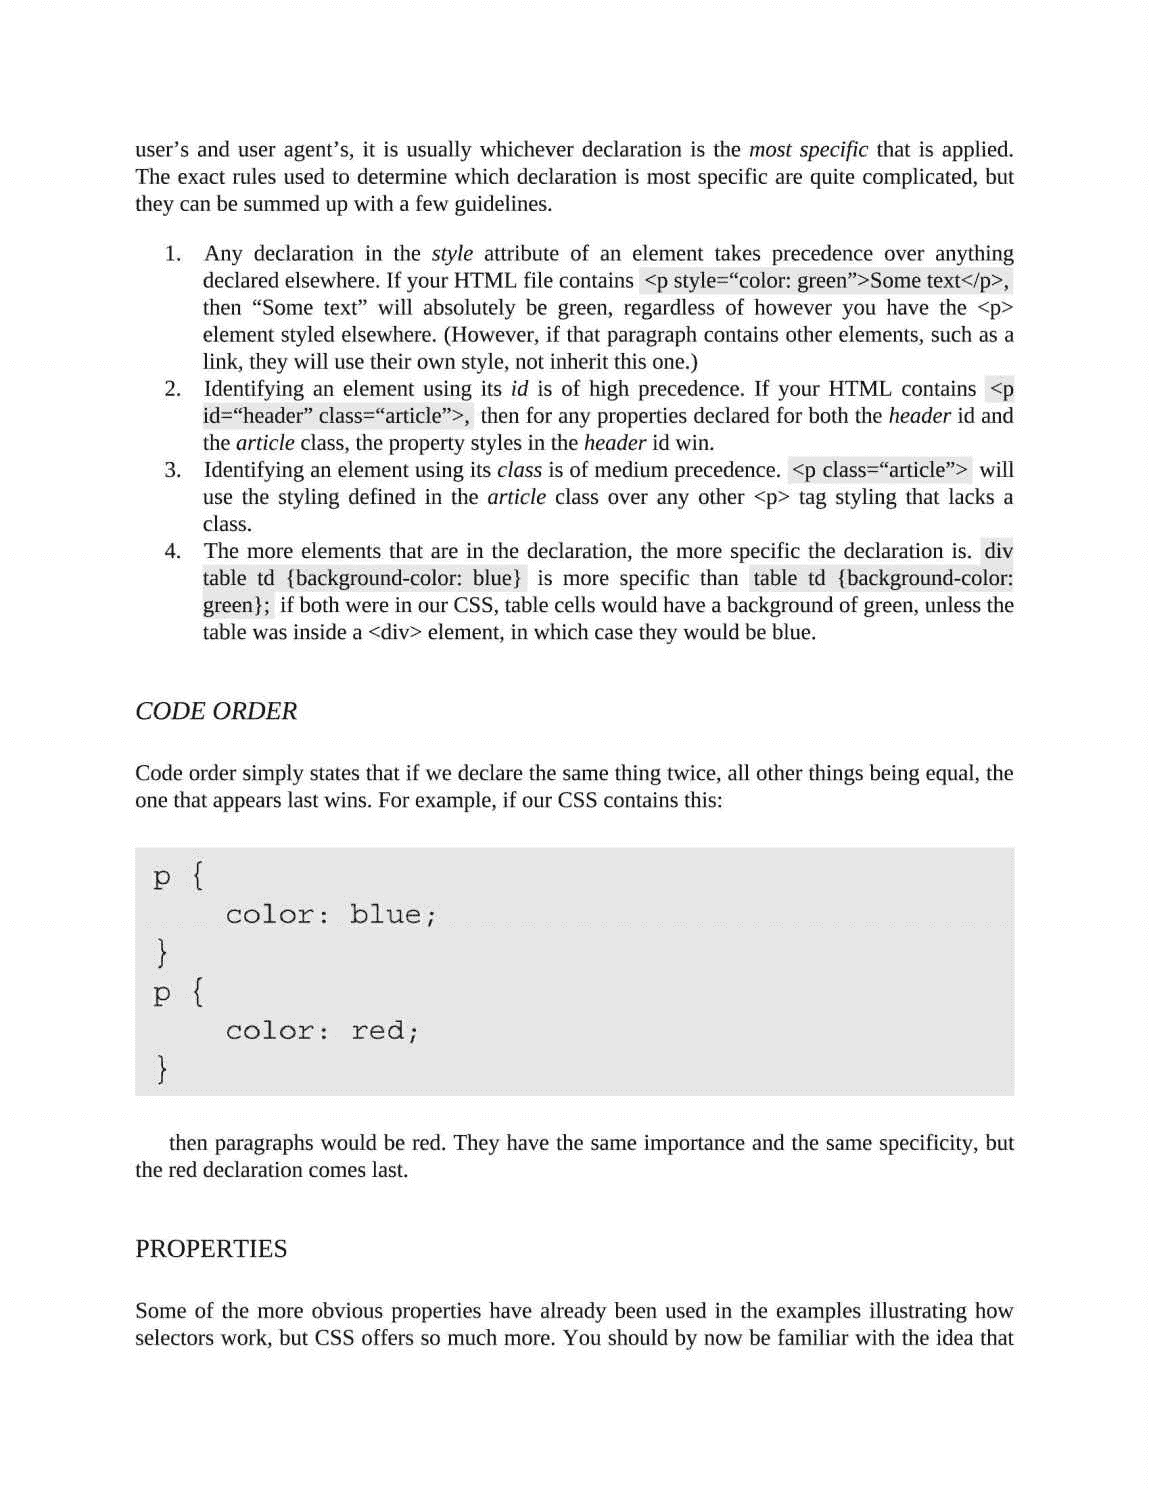 user’s and user agent’s, it is usually whichever declaration is the most specific that is applied.
The exact rules used to determine which declaration is most specific are quite complicated, but
they can be summed up with a few guidelines.
1. Any declaration in the style attribute of an element takes precedence over anything
declared elsewhere. If your HTML file contains <p style=“color: green”>Some text</p>,
then “Some text” will absolutely be green, regardless of however you have the <p>
element styled elsewhere. (However, if that paragraph contains other elements, such as a
link, they will use their own style, not inherit this one.)
2. Identifying an element using its id is of high precedence. If your HTML contains <p
id=“header” class=“article”>, then for any properties declared for both the header id and
the article class, the property styles in the header id win.
3. Identifying an element using its class is of medium precedence. <p class=“article”> will
use the styling defined in the article class over any other <p> tag styling that lacks a
class.
4. The more elements that are in the declaration, the more specific the declaration is. div
table td {background-color: blue} is more specific than table td {background-color:
green}; if both were in our CSS, table cells would have a background of green, unless the
table was inside a <div> element, in which case they would be blue.
CODE ORDER
Code order simply states that if we declare the same thing twice, all other things being equal, the
one that appears last wins. For example, if our CSS contains this:
p {
color: blue;
}
p {
color: red;
}
then paragraphs would be red. They have the same importance and the same specificity, but
the red declaration comes last.
PROPERTIES
Some of the more obvious properties have already been used in the examples illustrating how
selectors work, but CSS offers so much more. You should by now be familiar with the idea that